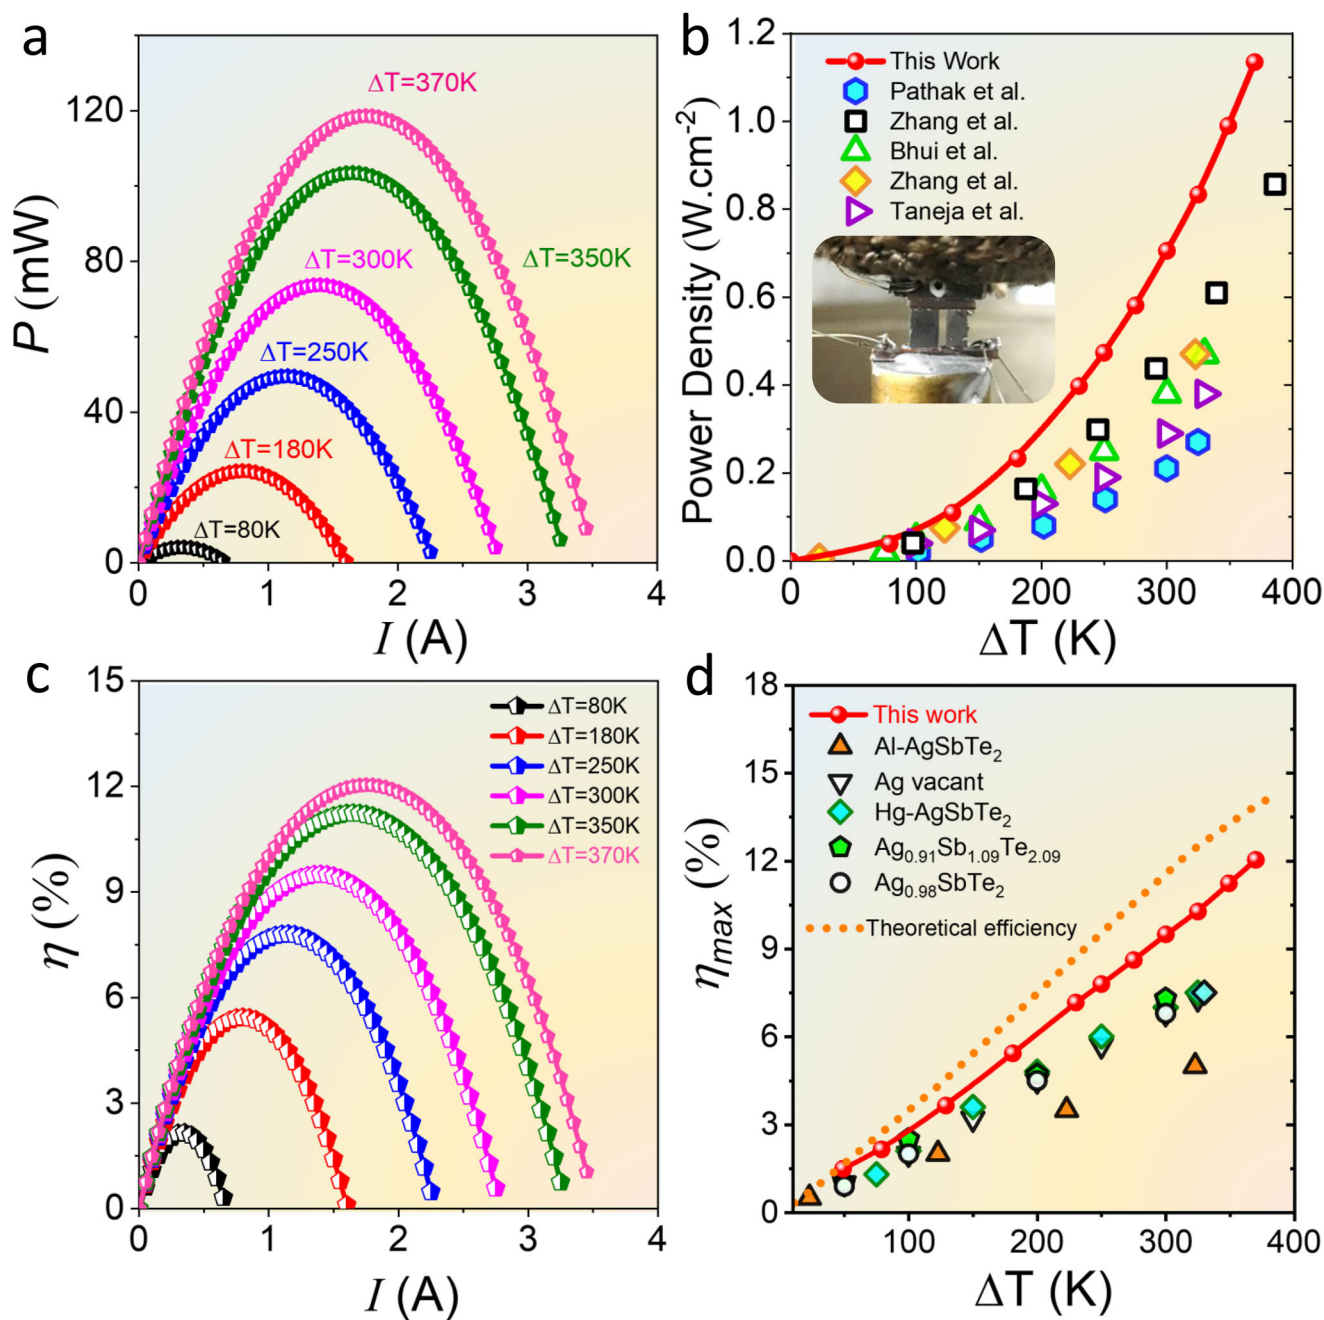 a
P (mW)
120
80
40
0
0 1 2 3 4
I (A)
ΔT=370K
ΔT=350K
ΔT=300K
ΔT=250K
ΔT=180K
ΔT=80K
b
Power Density (W.cm⁻²)
1.2
1.0
0.8
0.6
0.4
0.2
0.0
0 100 200 300 400
ΔT (K)
This Work
Pathak et al.
Zhang et al.
Bhui et al.
Zhang et al.
Taneja et al.
c
η (%)
15
12
9
6
3
0
0 1 2 3 4
I (A)
ΔT=80K
ΔT=180K
ΔT=250K
ΔT=300K
ΔT=350K
ΔT=370K
d
ηmax (%)
18
15
12
9
6
3
0
100 200 300 400
ΔT (K)
This work
Al-AgSbTe₂
Ag vacant
Hg-AgSbTe₂
Ag₀.₉₁Sb₁.₀₉Te₂.₀₉
Ag₀.₉₈SbTe₂
Theoretical efficiency